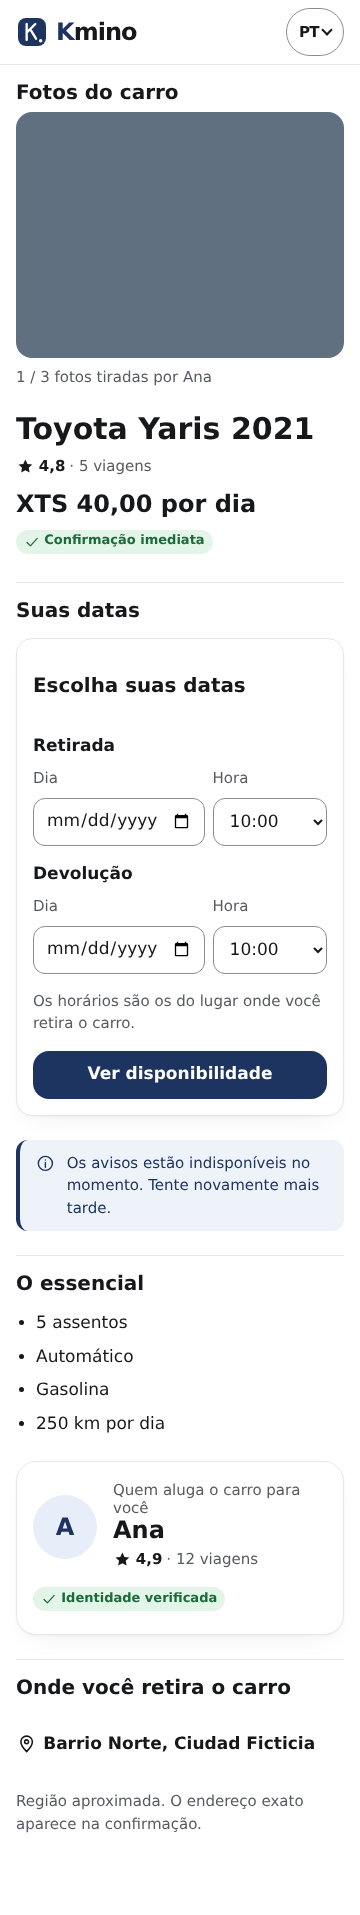 Kmino
PT
Fotos do carro
1 / 3 fotos tiradas por Ana
Toyota Yaris 2021
★ 4,8 · 5 viagens
XTS 40,00 por dia
✓ Confirmação imediata
Suas datas
Escolha suas datas
Retirada
Dia Hora
mm/dd/yyyy 10:00
Devolução
Dia Hora
mm/dd/yyyy 10:00
Os horários são os do lugar onde você
retira o carro.
Ver disponibilidade
Os avisos estão indisponíveis no
momento. Tente novamente mais
tarde.
O essencial
• 5 assentos
• Automático
• Gasolina
• 250 km por dia
A
Quem aluga o carro para
você
Ana
★ 4,9 · 12 viagens
✓ Identidade verificada
Onde você retira o carro
Barrio Norte, Ciudad Ficticia
Região aproximada. O endereço exato
aparece na confirmação.